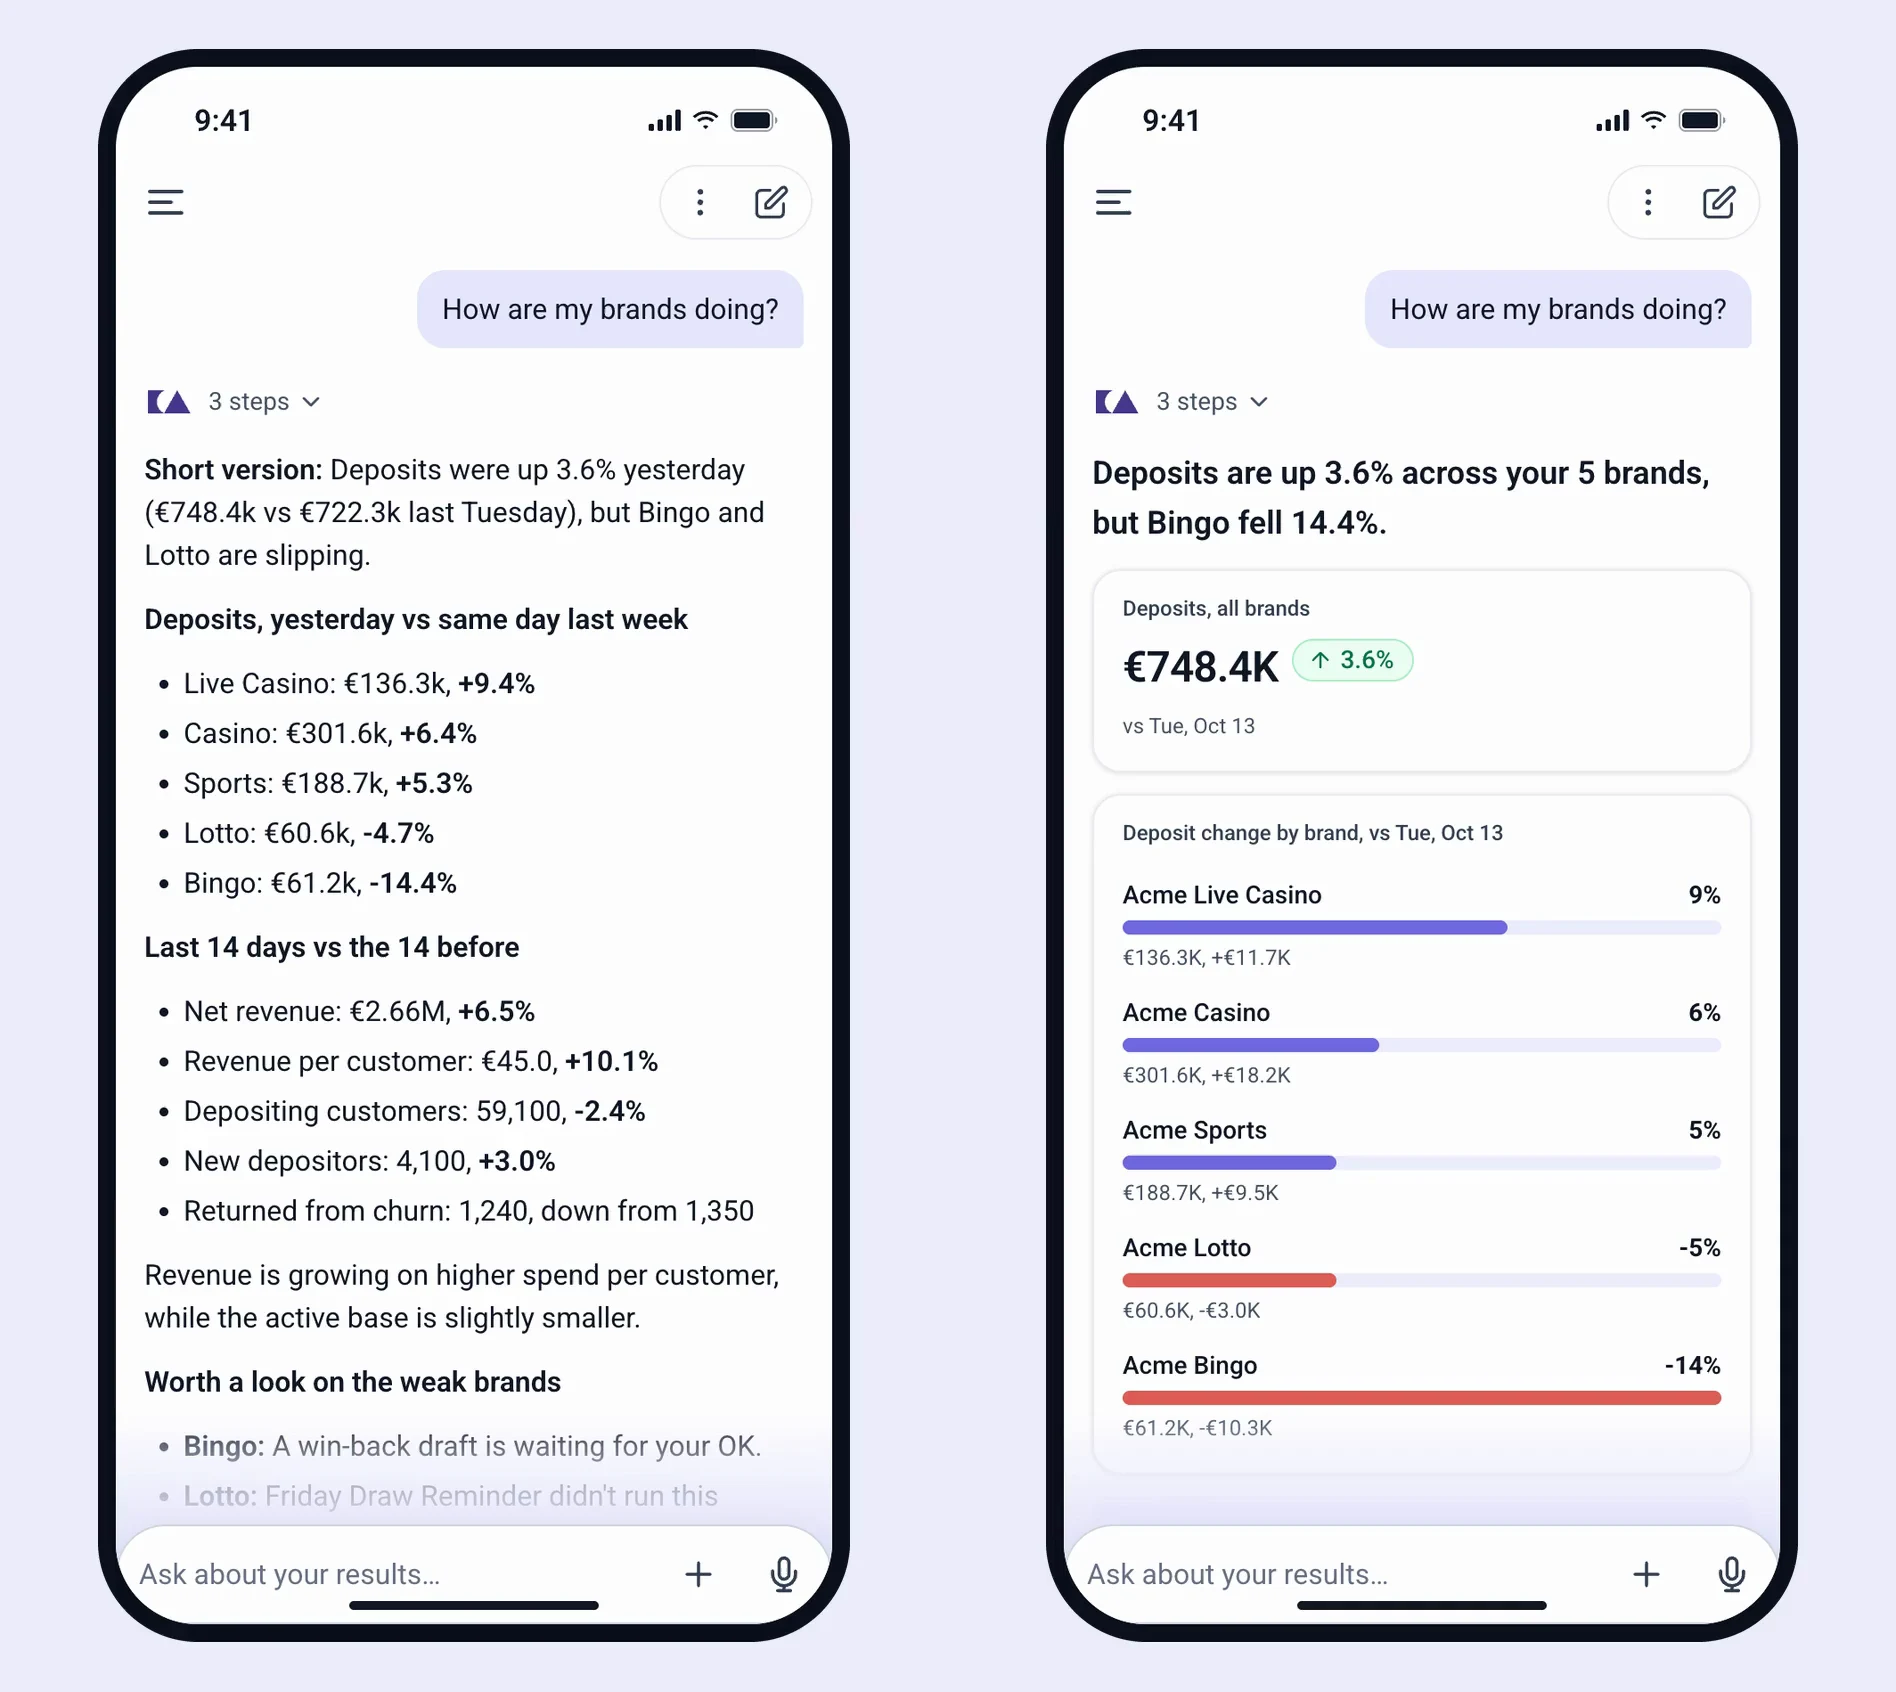 9:41
How are my brands doing?
3 steps
Short version: Deposits were up 3.6% yesterday
(€748.4k vs €722.3k last Tuesday), but Bingo and
Lotto are slipping.
Deposits, yesterday vs same day last week
• Live Casino: €136.3k, +9.4%
• Casino: €301.6k, +6.4%
• Sports: €188.7k, +5.3%
• Lotto: €60.6k, -4.7%
• Bingo: €61.2k, -14.4%
Last 14 days vs the 14 before
• Net revenue: €2.66M, +6.5%
• Revenue per customer: €45.0, +10.1%
• Depositing customers: 59,100, -2.4%
• New depositors: 4,100, +3.0%
• Returned from churn: 1,240, down from 1,350
Revenue is growing on higher spend per customer,
while the active base is slightly smaller.
Worth a look on the weak brands
• Bingo: A win-back draft is waiting for your OK.
• Lotto: Friday Draw Reminder didn't run this
Ask about your results...
9:41
How are my brands doing?
3 steps
Deposits are up 3.6% across your 5 brands,
but Bingo fell 14.4%.
Deposits, all brands
€748.4K ↑ 3.6%
vs Tue, Oct 13
Deposit change by brand, vs Tue, Oct 13
Acme Live Casino 9%
€136.3K, +€11.7K
Acme Casino 6%
€301.6K, +€18.2K
Acme Sports 5%
€188.7K, +€9.5K
Acme Lotto -5%
€60.6K, -€3.0K
Acme Bingo -14%
€61.2K, -€10.3K
Ask about your results...